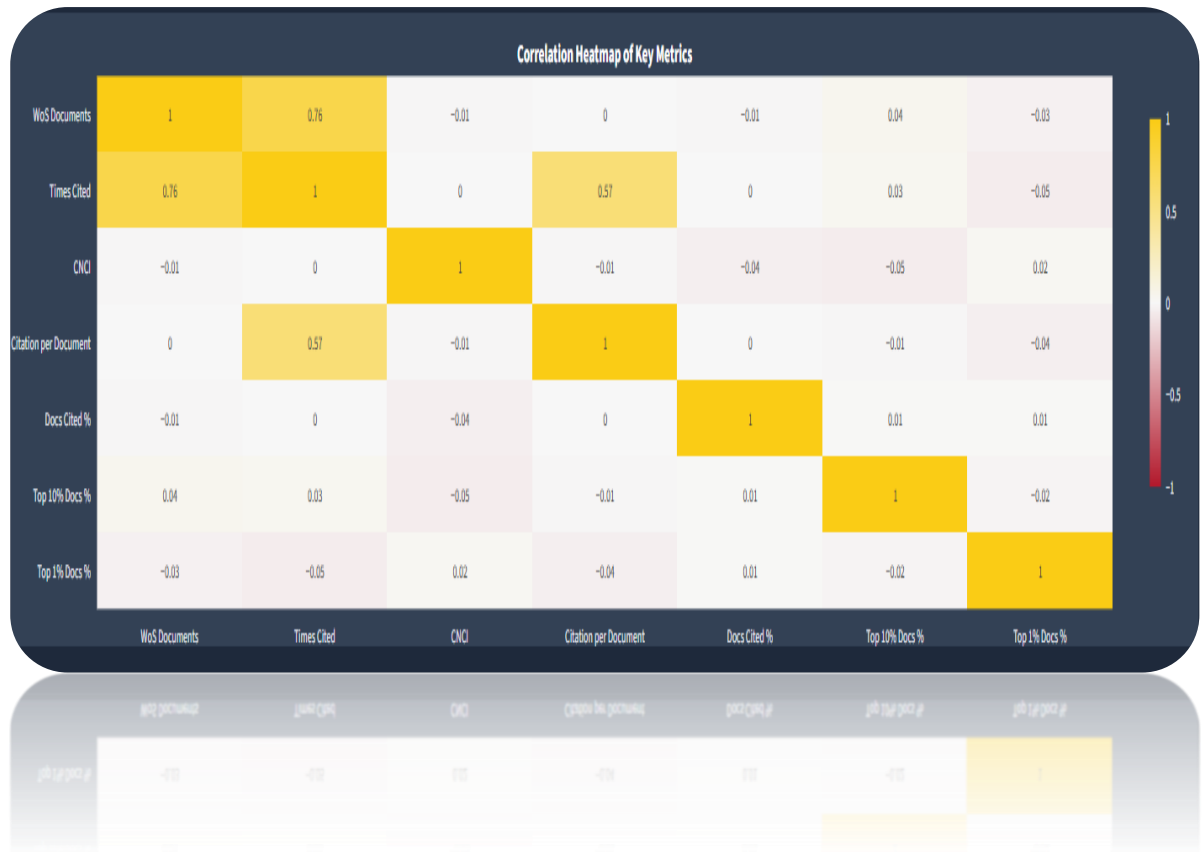 Correlation Heatmap of Key Metrics
WoS Documents 1 0.76 −0.01 0 −0.01 0.04 −0.03
Times Cited 0.76 1 0 0.57 0 0.03 −0.05
CNCI −0.01 0 1 −0.01 −0.04 −0.05 0.02
Citation per Document 0 0.57 −0.01 1 0 −0.01 −0.04
Docs Cited % −0.01 0 −0.04 0 1 0.01 0.01
Top 10% Docs % 0.04 0.03 −0.05 −0.01 0.01 1 −0.02
Top 1% Docs % −0.03 −0.05 0.02 −0.04 0.01 −0.02 1
WoS Documents Times Cited CNCI Citation per Document Docs Cited % Top 10% Docs % Top 1% Docs %
1
0.5
0
−0.5
−1